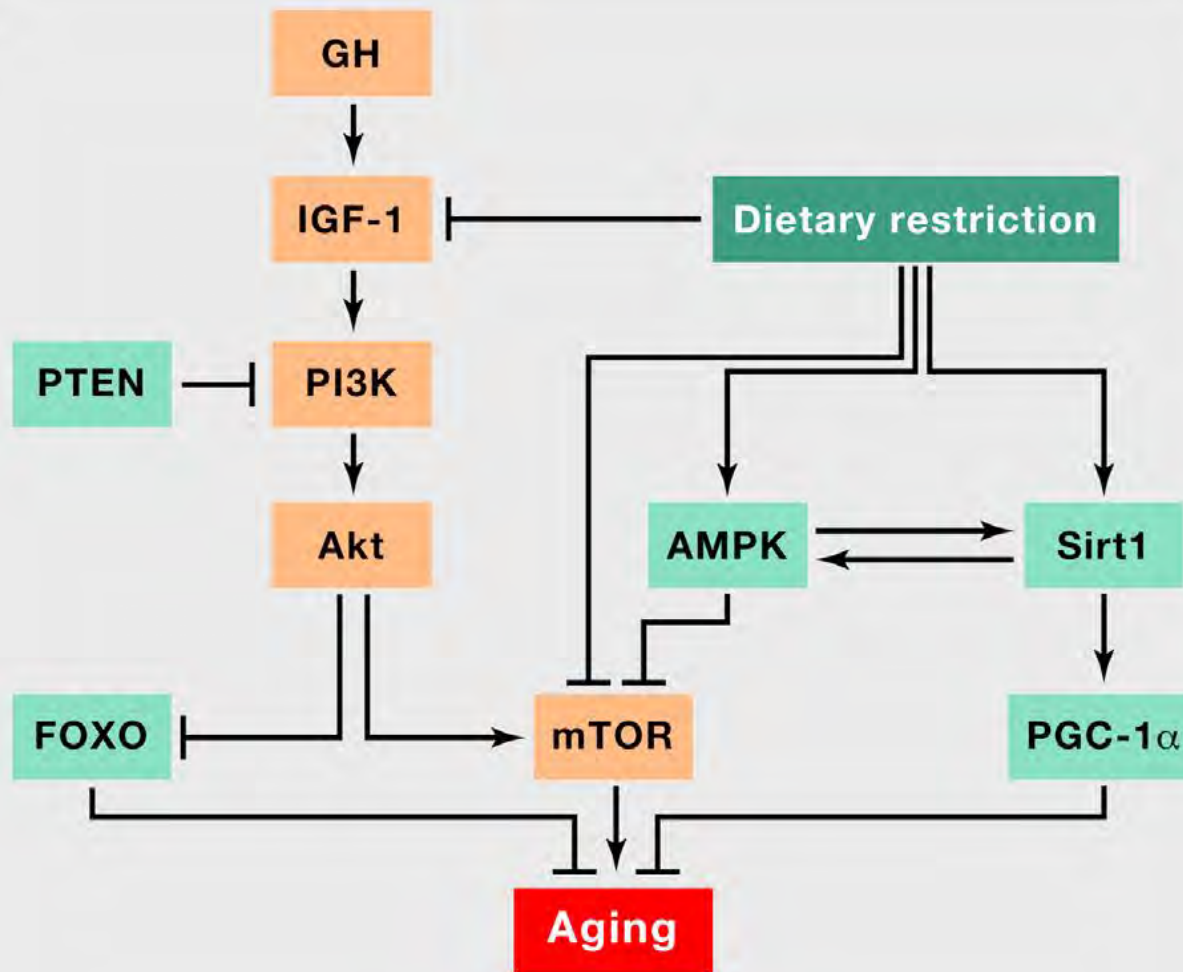 GH
IGF-1
Dietary restriction
PTEN
PI3K
Akt
AMPK
Sirt1
FOXO
mTOR
PGC-1α
Aging